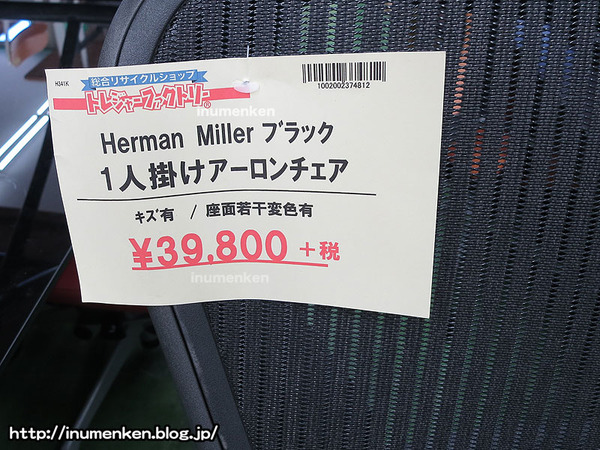 H341K
総合リサイクルショップ
トレジャーファクトリー®
inumenken
1002002374812
Herman Miller ブラック
1人掛けアーロンチェア
キズ有 / 座面若干変色有
¥39,800 +税
inumenken
http://inumenken.blog.jp/